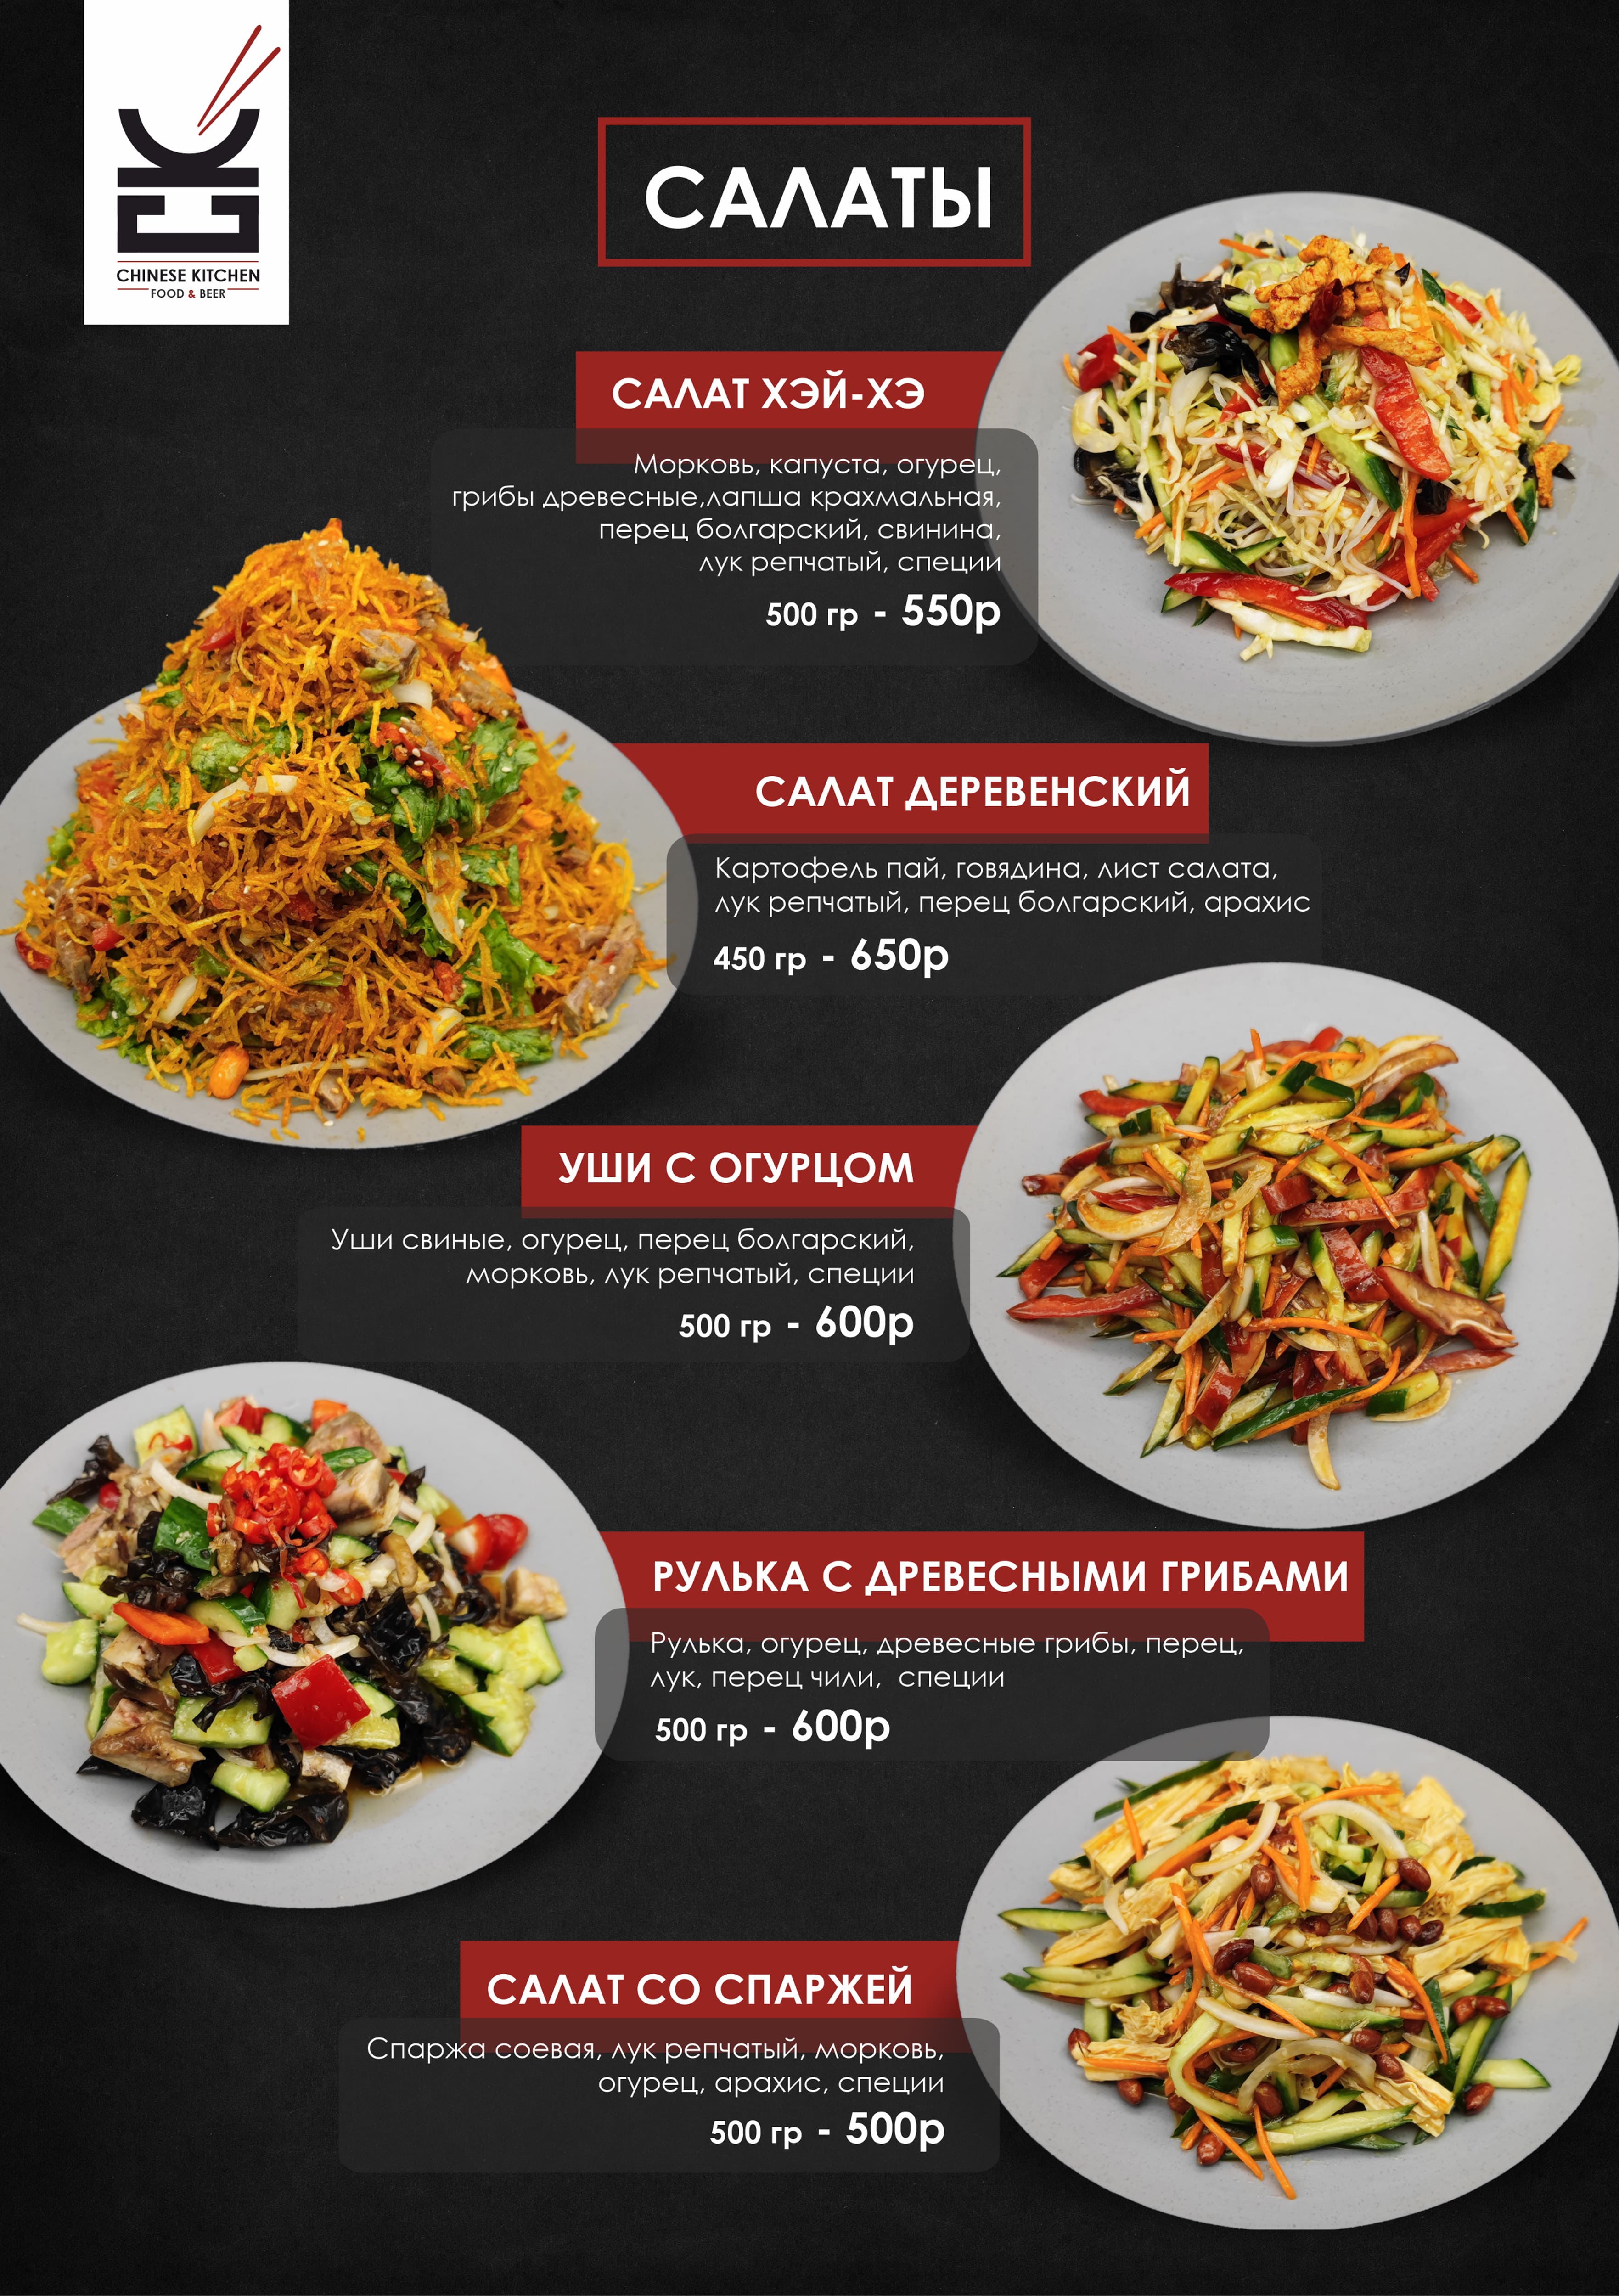 CHINESE KITCHEN
FOOD & BEER
САЛАТЫ
САЛАТ ХЭЙ-ХЭ
Морковь, капуста, огурец,
грибы древесные,лапша крахмальная,
перец болгарский, свинина,
лук репчатый, специи
500 гр - 550р
САЛАТ ДЕРЕВЕНСКИЙ
Картофель пай, говядина, лист салата,
лук репчатый, перец болгарский, арахис
450 гр - 650р
УШИ С ОГУРЦОМ
Уши свиные, огурец, перец болгарский,
морковь, лук репчатый, специи
500 гр - 600р
РУЛЬКА С ДРЕВЕСНЫМИ ГРИБАМИ
Рулька, огурец, древесные грибы, перец,
лук, перец чили,  специи
500 гр - 600р
САЛАТ СО СПАРЖЕЙ
Спаржа соевая, лук репчатый, морковь,
огурец, арахис, специи
500 гр - 500р